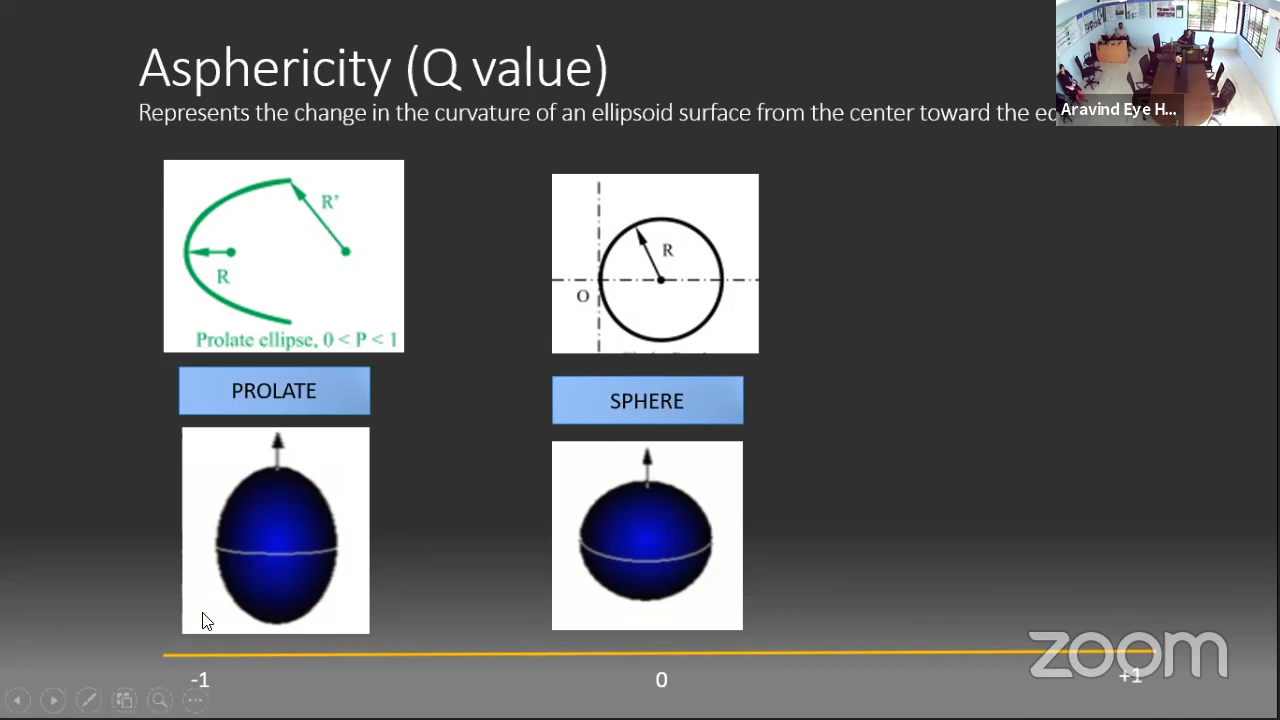 Asphericity (Q value)
Represents the change in the curvature of an ellipsoid surface from the center toward the
Aravind Eye H...
R'
R
Prolate ellipse, 0 < P < 1
R
O
PROLATE
SPHERE
-1
0
+1
zoom